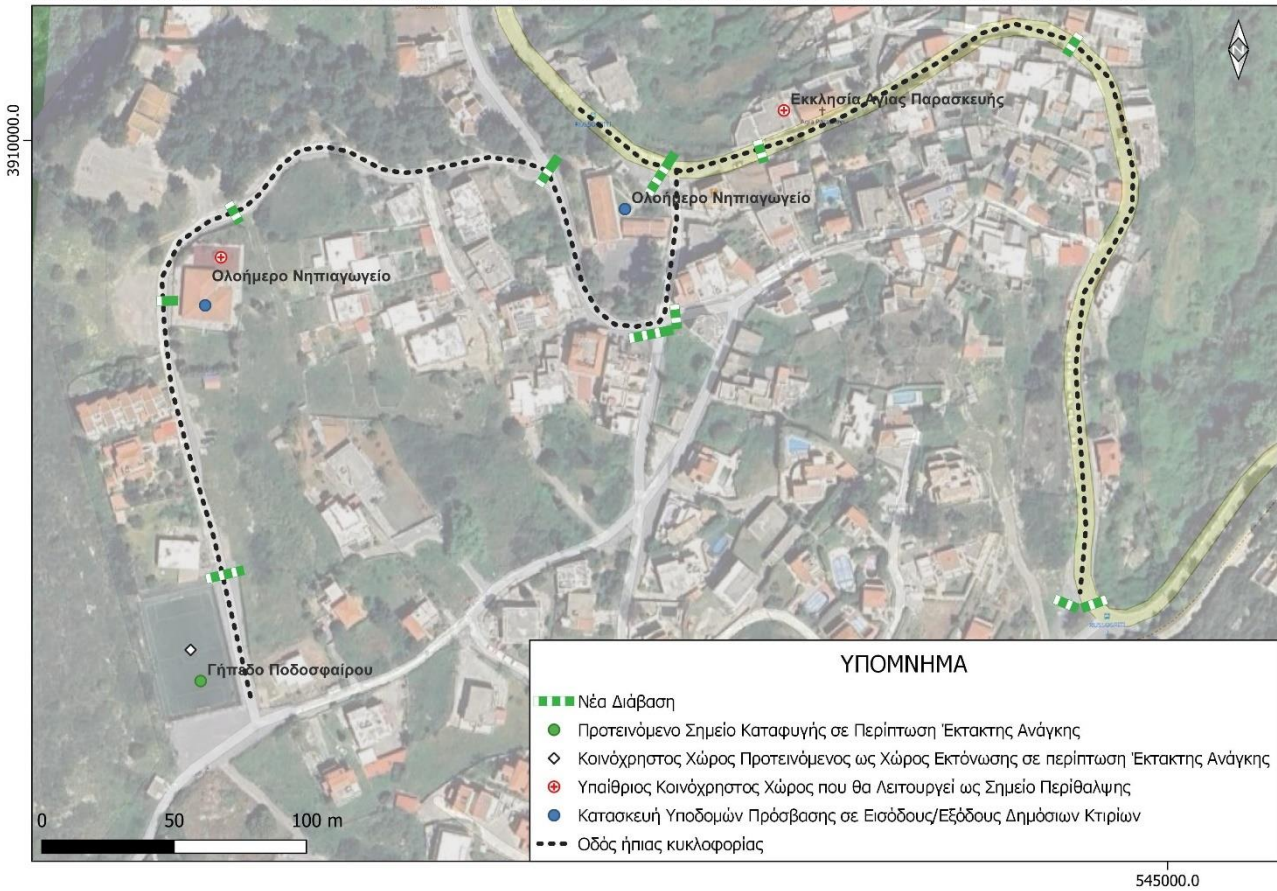 3910000.0
N
Εκκλησία Αγίας Παρασκευής
Ολοήμερο Νηπιαγωγείο
Ολοήμερο Νηπιαγωγείο
Γήπεδο Ποδοσφαίρου
ΥΠΟΜΝΗΜΑ
Νέα Διάβαση
Προτεινόμενο Σημείο Καταφυγής σε Περίπτωση Έκτακτης Ανάγκης
Κοινόχρηστος Χώρος Προτεινόμενος ως Χώρος Εκτόνωσης σε περίπτωση Έκτακτης Ανάγκης
Υπαίθριος Κοινόχρηστος Χώρος που θα Λειτουργεί ως Σημείο Περίθαλψης
Κατασκευή Υποδομών Πρόσβασης σε Εισόδους/Εξόδους Δημόσιων Κτιρίων
Οδός ήπιας κυκλοφορίας
0 50 100 m
545000.0